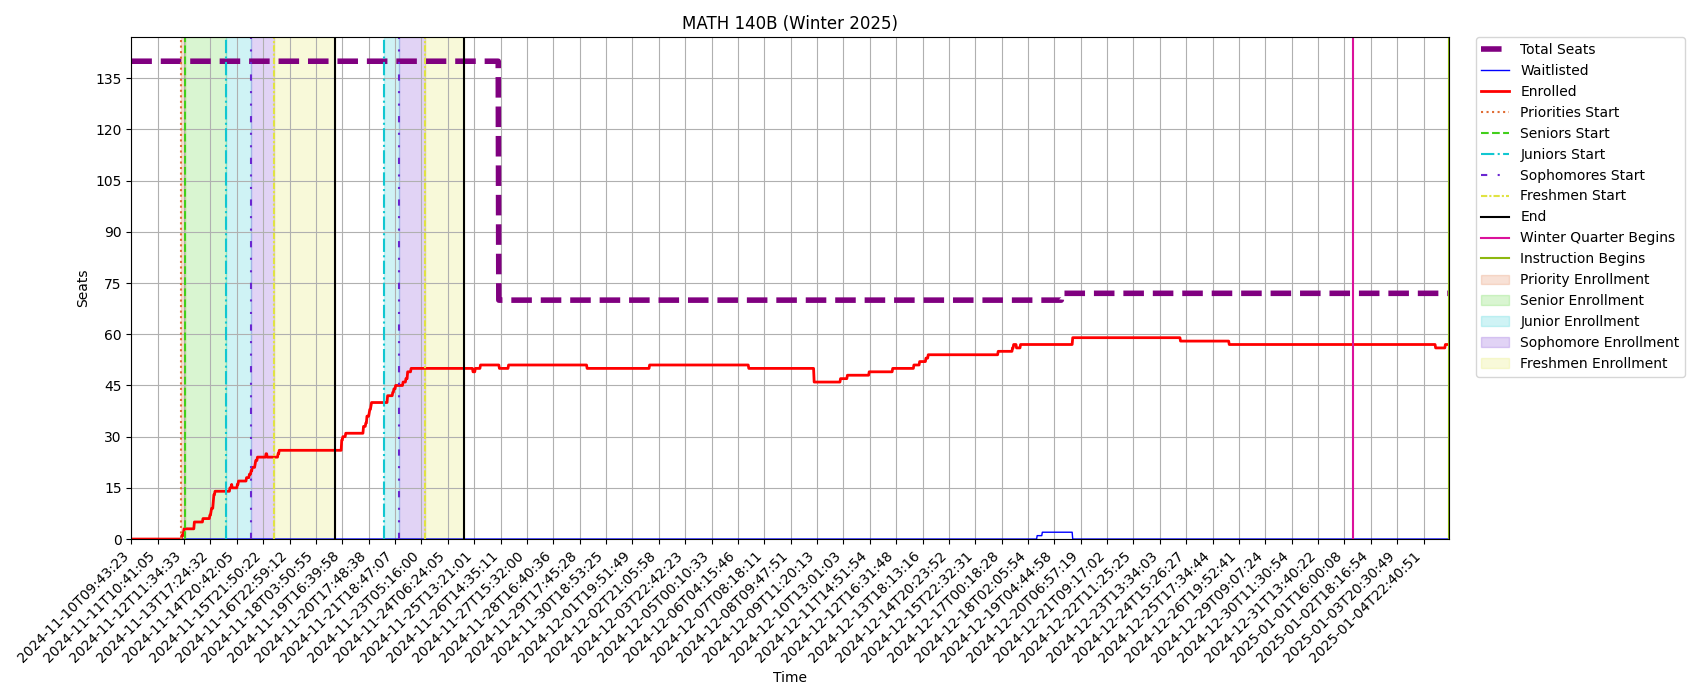 MATH 140B (Winter 2025)
Seats
135
120
105
90
75
60
45
30
15
0
2024-11-10T09:43:23
2024-11-11T10:41:05
2024-11-12T11:34:33
2024-11-13T17:24:32
2024-11-14T20:42:05
2024-11-15T21:50:22
2024-11-16T22:59:12
2024-11-18T03:50:55
2024-11-19T16:39:58
2024-11-20T17:48:38
2024-11-21T18:47:07
2024-11-23T05:16:00
2024-11-24T06:24:05
2024-11-25T13:21:01
2024-11-26T14:35:11
2024-11-27T15:32:00
2024-11-28T16:40:36
2024-11-29T17:45:28
2024-11-30T18:53:25
2024-12-01T19:51:49
2024-12-02T21:05:58
2024-12-03T22:42:23
2024-12-05T00:10:33
2024-12-06T04:15:46
2024-12-07T08:18:11
2024-12-08T09:47:51
2024-12-09T11:20:13
2024-12-10T13:01:03
2024-12-11T14:51:54
2024-12-12T16:31:48
2024-12-13T18:13:16
2024-12-14T20:23:52
2024-12-15T22:32:31
2024-12-17T00:18:28
2024-12-18T02:05:54
2024-12-19T04:44:58
2024-12-20T06:57:19
2024-12-21T09:17:02
2024-12-22T11:25:25
2024-12-23T13:34:03
2024-12-24T15:26:27
2024-12-25T17:34:44
2024-12-26T19:52:41
2024-12-29T09:07:24
2024-12-30T11:30:54
2024-12-31T13:40:22
2025-01-01T16:00:08
2025-01-02T18:16:54
2025-01-03T20:30:49
2025-01-04T22:40:51
Time
Total Seats
Waitlisted
Enrolled
Priorities Start
Seniors Start
Juniors Start
Sophomores Start
Freshmen Start
End
Winter Quarter Begins
Instruction Begins
Priority Enrollment
Senior Enrollment
Junior Enrollment
Sophomore Enrollment
Freshmen Enrollment